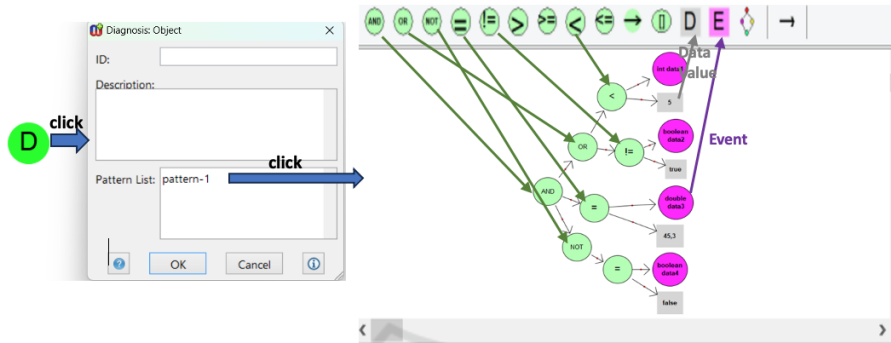 Diagnosis: Object
ID:
Description:
D
click
click
Pattern List: pattern-1
OK
Cancel
AND OR NOT = != > >= < <= → [] D E →
Data
Value
int data1
<
5
OR
boolean
data2
!=
true
Event
AND
double
data3
=
45,3
NOT
boolean
data4
=
false